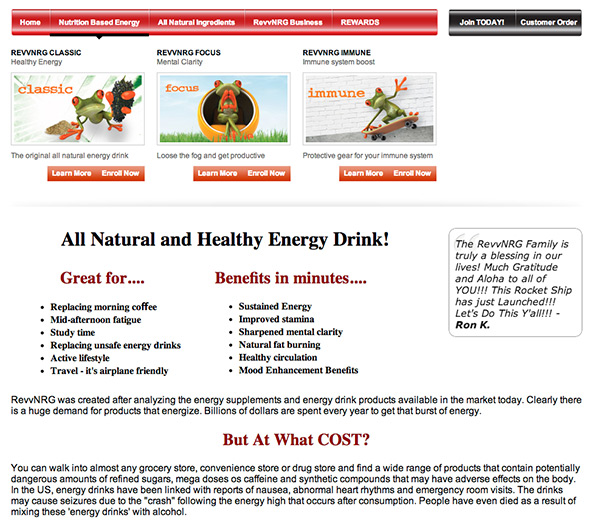 Home
Nutrition Based Energy
All Natural Ingredients
RevvNRG Business
REWARDS
Join TODAY!
Customer Order
REVVNRG CLASSIC
Healthy Energy
classic
The original all natural energy drink
Learn More
Enroll Now
REVVNRG FOCUS
Mental Clarity
focus
Loose the fog and get productive
Learn More
Enroll Now
REVVNRG IMMUNE
Immune system boost
immune
Protective gear for your immune system
Learn More
Enroll Now
All Natural and Healthy Energy Drink!
Great for....
• Replacing morning coffee
• Mid-afternoon fatigue
• Study time
• Replacing unsafe energy drinks
• Active lifestyle
• Travel - it's airplane friendly
Benefits in minutes....
• Sustained Energy
• Improved stamina
• Sharpened mental clarity
• Natural fat burning
• Healthy circulation
• Mood Enhancement Benefits
“
The RevvNRG Family is
truly a blessing in our
lives! Much Gratitude
and Aloha to all of
YOU!!! This Rocket Ship
has just Launched!!!
Let's Do This Y'all!!! -
Ron K.
RevvNRG was created after analyzing the energy supplements and energy drink products available in the market today. Clearly there
is a huge demand for products that energize. Billions of dollars are spent every year to get that burst of energy.
But At What COST?
You can walk into almost any grocery store, convenience store or drug store and find a wide range of products that contain potentially
dangerous amounts of refined sugars, mega doses os caffeine and synthetic compounds that may have adverse effects on the body.
In the US, energy drinks have been linked with reports of nausea, abnormal heart rhythms and emergency room visits. The drinks
may cause seizures due to the "crash" following the energy high that occurs after consumption. People have even died as a result of
mixing these 'energy drinks' with alcohol.